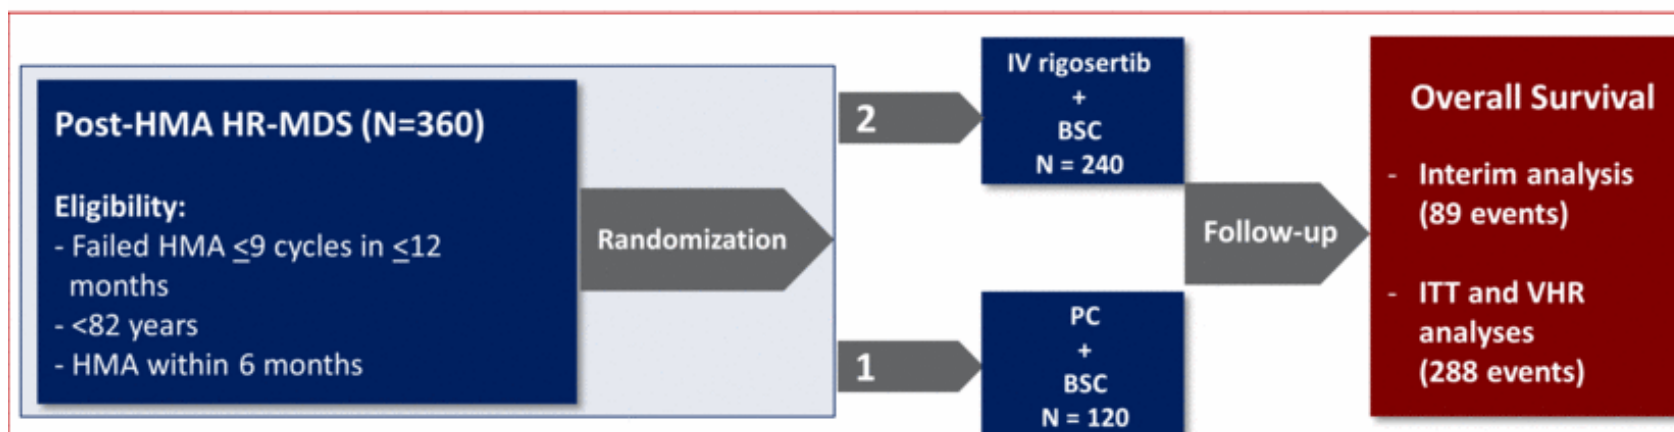 Post-HMA HR-MDS (N=360)
Eligibility:
- Failed HMA ≤9 cycles in ≤12
months
- <82 years
- HMA within 6 months
Randomization
2
IV rigosertib
+
BSC
N = 240
1
PC
+
BSC
N = 120
Follow-up
Overall Survival
- Interim analysis
(89 events)
- ITT and VHR
analyses
(288 events)